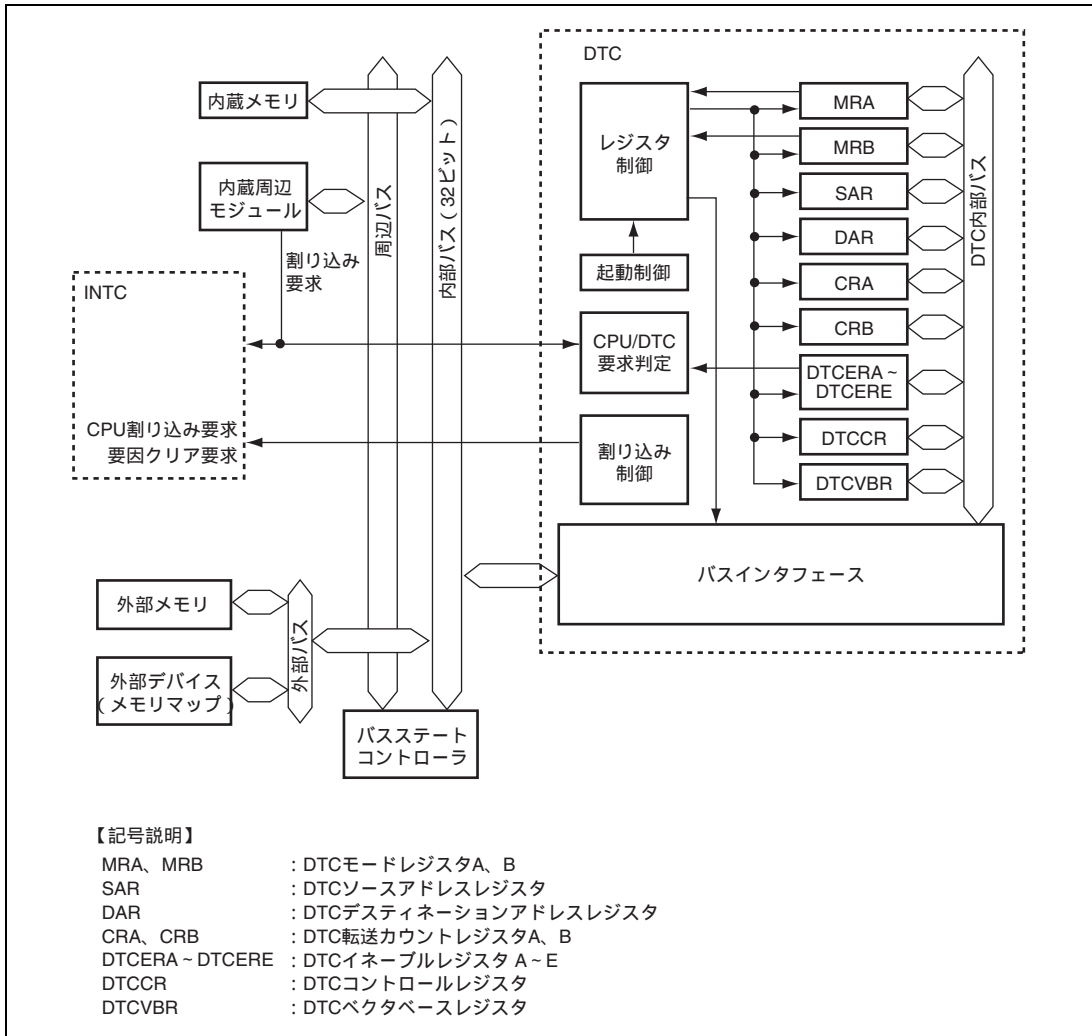 DTC
内蔵メモリ
内蔵周辺
モジュール
割り込み
要求
周辺バス
内部バス（32ビット）
INTC
CPU割り込み要求
要因クリア要求
レジスタ
制御
起動制御
CPU/DTC
要求判定
割り込み
制御
MRA
MRB
SAR
DAR
CRA
CRB
DTCERA～
DTCERE
DTCCR
DTCVBR
DTC内部バス
バスインタフェース
外部メモリ
外部デバイス
（メモリマップ）
外部バス
バスステート
コントローラ
【記号説明】
MRA、MRB ：DTCモードレジスタA、B
SAR ：DTCソースアドレスレジスタ
DAR ：DTCデスティネーションアドレスレジスタ
CRA、CRB ：DTC転送カウントレジスタA、B
DTCERA～DTCERE ：DTCイネーブルレジスタ A～E
DTCCR ：DTCコントロールレジスタ
DTCVBR ：DTCベクタベースレジスタ